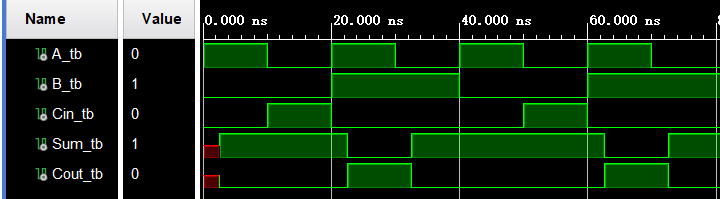 Name Value 0.000 ns 20.000 ns 40.000 ns 60.000 ns
A_tb 0
B_tb 1
Cin_tb 0
Sum_tb 1
Cout_tb 0